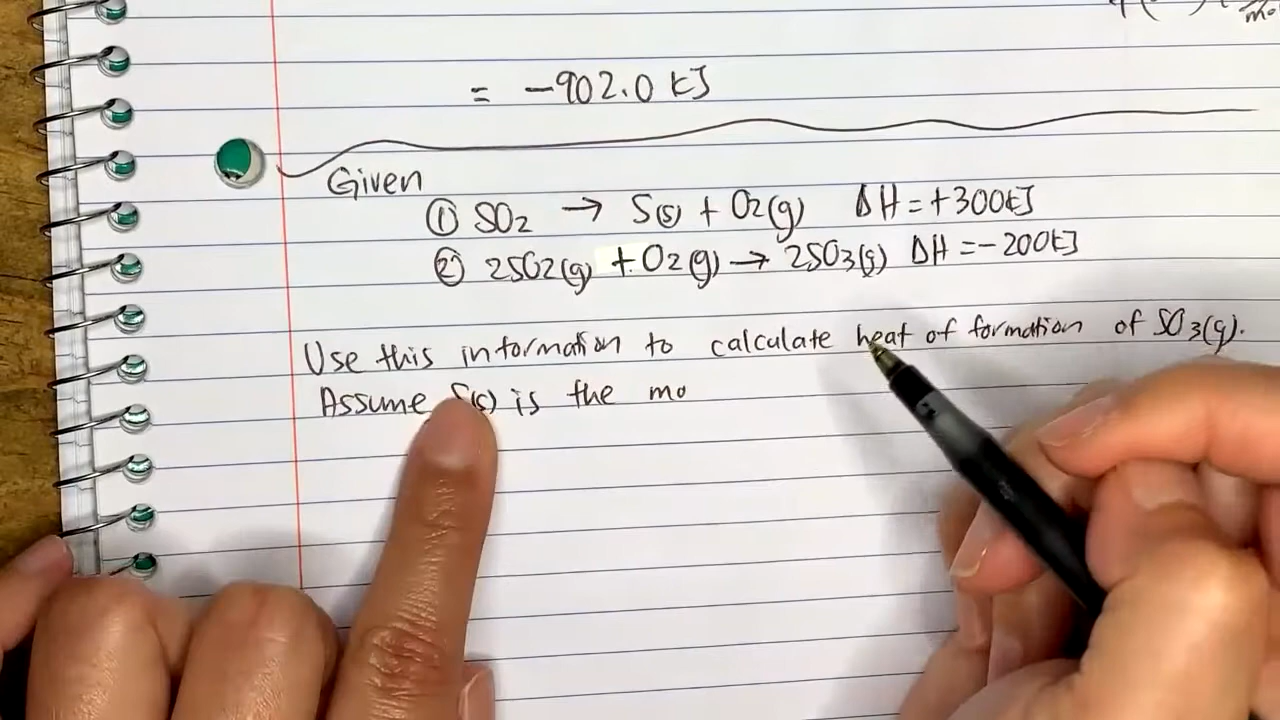 = -902.0 kJ
Given
① SO2 → S(s) + O2(g) ΔH = +300kJ
② 2SO2(g) + O2(g) → 2SO3(g) ΔH = -200kJ
Use this information to calculate heat of formation of SO3(g).
Assume S(s) is the mo